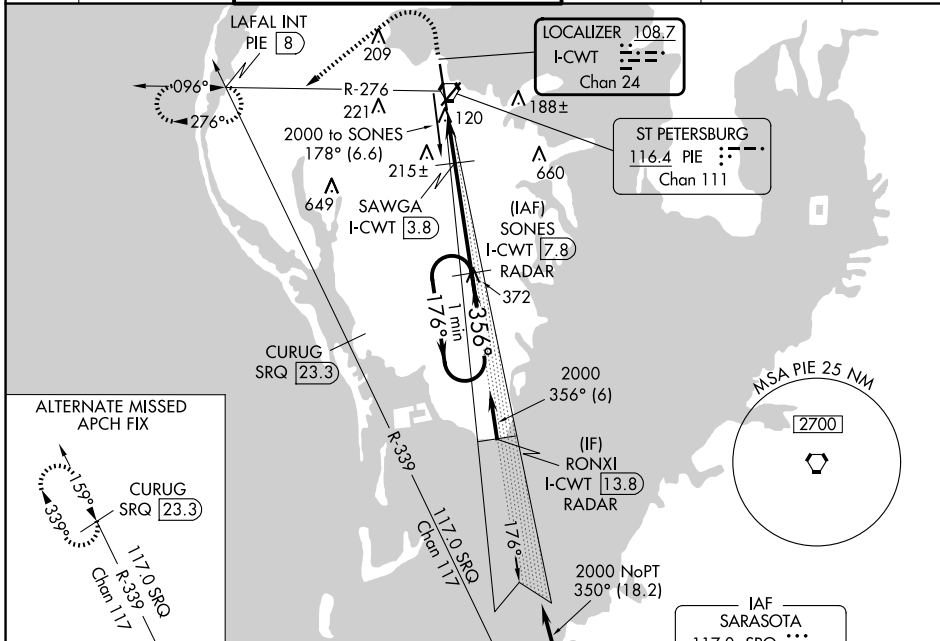 LAFAL INT
PIE 8
209
LOCALIZER 108.7
I-CWT
Chan 24
096°
R-276
276°
221
120
188±
2000 to SONES
178° (6.6)
ST PETERSBURG
116.4 PIE
Chan 111
215±
660
649
SAWGA
I-CWT 3.8
(IAF)
SONES
I-CWT 7.8
RADAR
372
176°
1 min
356°
CURUG
SRQ 23.3
2000
356° (6)
MSA PIE 25 NM
2700
ALTERNATE MISSED
APCH FIX
R-339
(IF)
RONXI
I-CWT 13.8
RADAR
159°
339°
CURUG
SRQ 23.3
117.0 SRQ
Chan 117
176°
117.0 SRQ
R-339
Chan 117
2000 NoPT
350° (18.2)
IAF
SARASOTA
117.0 SRQ